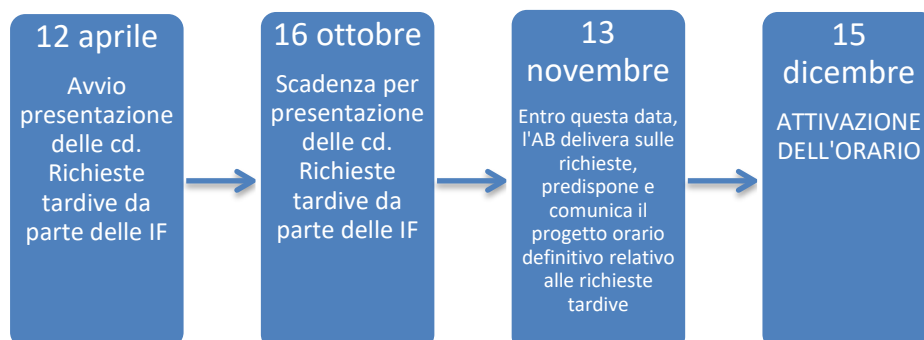 12 aprile
Avvio
presentazione
delle cd.
Richieste
tardive da
parte delle IF
16 ottobre
Scadenza per
presentazione
delle cd.
Richieste
tardive da
parte delle IF
13
novembre
Entro questa data,
l'AB delivera sulle
richieste,
predispone e
comunica il
progetto orario
definitivo relativo
alle richieste
tardive
15
dicembre
ATTIVAZIONE
DELL'ORARIO